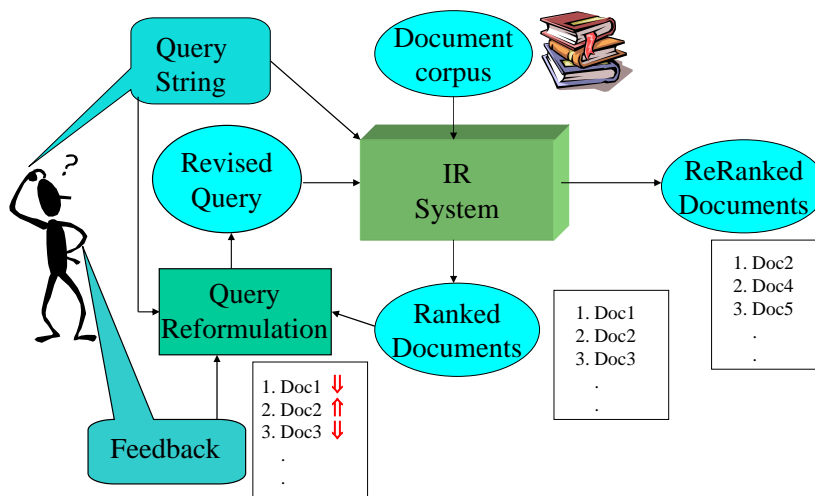 Query
String
Document
corpus
?
Revised
Query
IR
System
ReRanked
Documents
Query
Reformulation
Ranked
Documents
1. Doc2
2. Doc4
3. Doc5
.
.
1. Doc1
2. Doc2
3. Doc3
.
.
1. Doc1 ⇓
2. Doc2 ⇑
3. Doc3 ⇓
.
.
Feedback